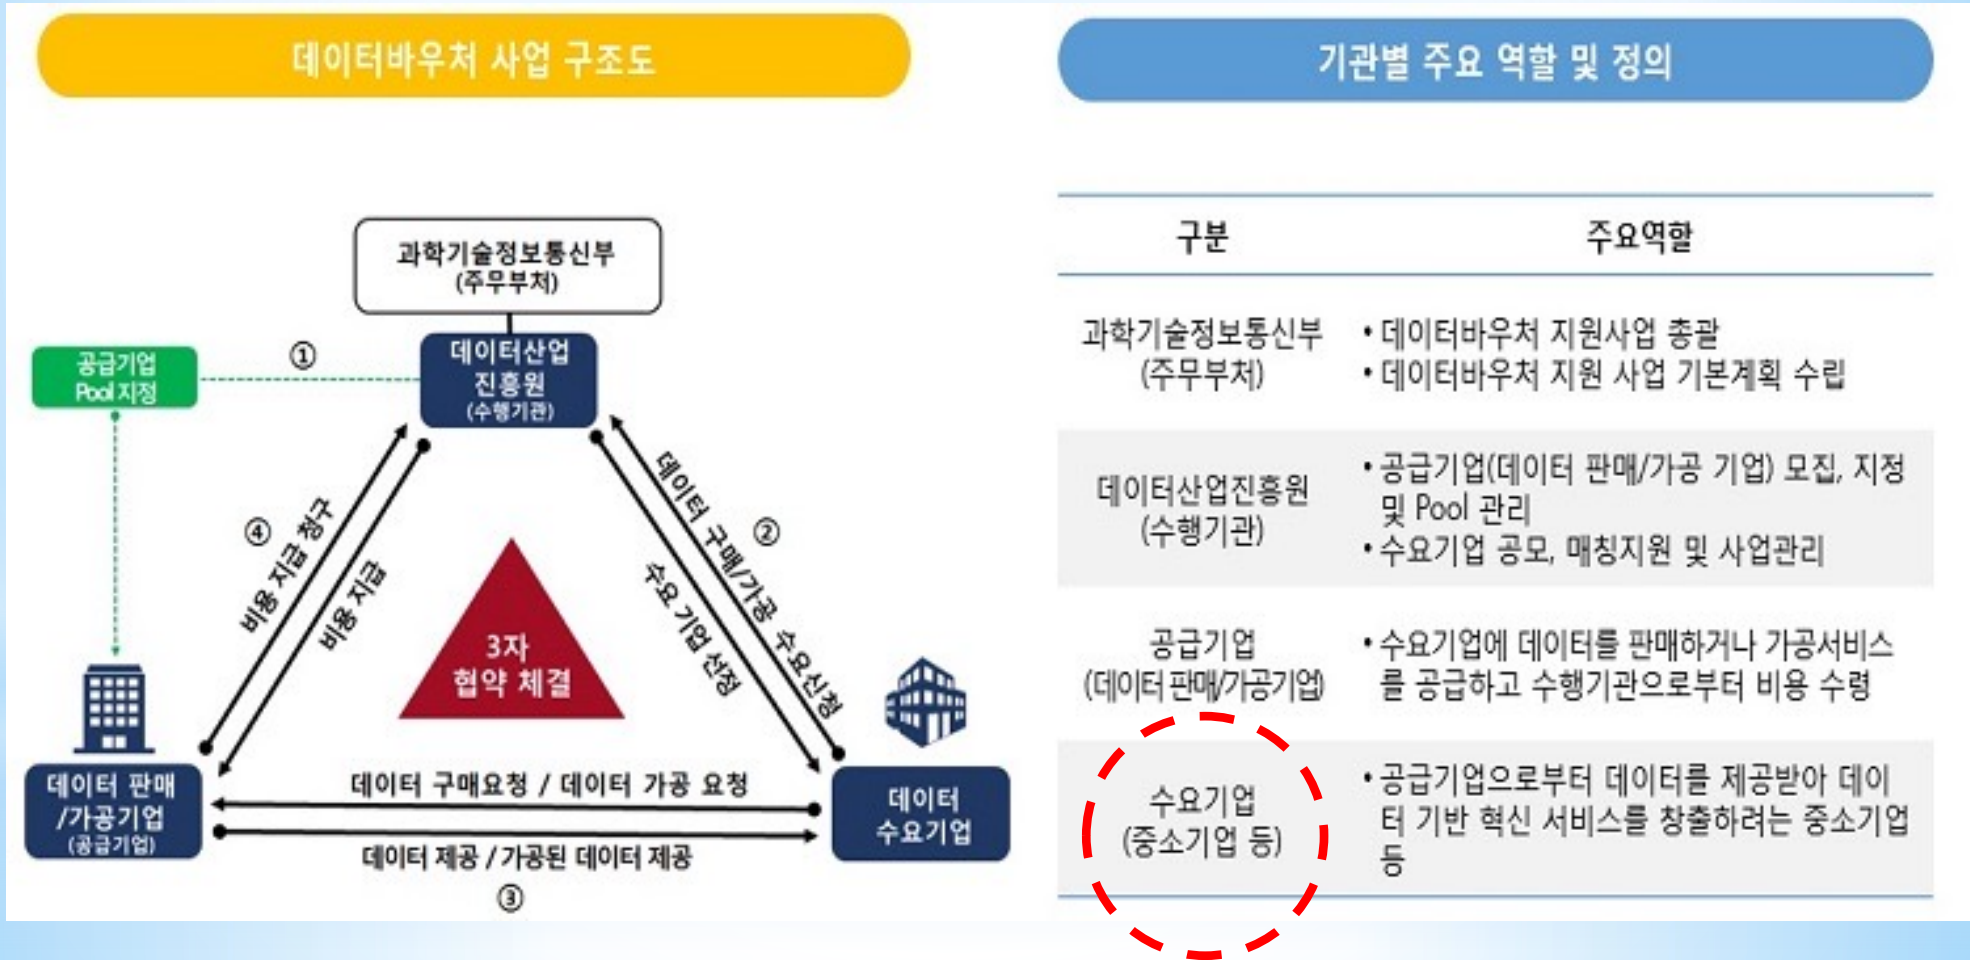 데이터바우처 사업 구조도
과학기술정보통신부
(주무부처)
데이터산업
진흥원
(수행기관)
공급기업
Pool 지정
①
④
비용 지급 청구
비용 지급
데이터 구매/가공 수요신청
②
수요 기업 선정
3자
협약 체결
데이터 판매
/가공기업
(공급기업)
데이터 구매요청 / 데이터 가공 요청
데이터 제공 / 가공된 데이터 제공
③
데이터
수요기업
기관별 주요 역할 및 정의
구분 주요역할
과학기술정보통신부
(주무부처)
• 데이터바우처 지원사업 총괄
• 데이터바우처 지원 사업 기본계획 수립
데이터산업진흥원
(수행기관)
• 공급기업(데이터 판매/가공 기업) 모집, 지정
및 Pool 관리
• 수요기업 공모, 매칭지원 및 사업관리
공급기업
(데이터 판매/가공기업)
• 수요기업에 데이터를 판매하거나 가공서비스
를 공급하고 수행기관으로부터 비용 수령
수요기업
(중소기업 등)
• 공급기업으로부터 데이터를 제공받아 데이
터 기반 혁신 서비스를 창출하려는 중소기업
등